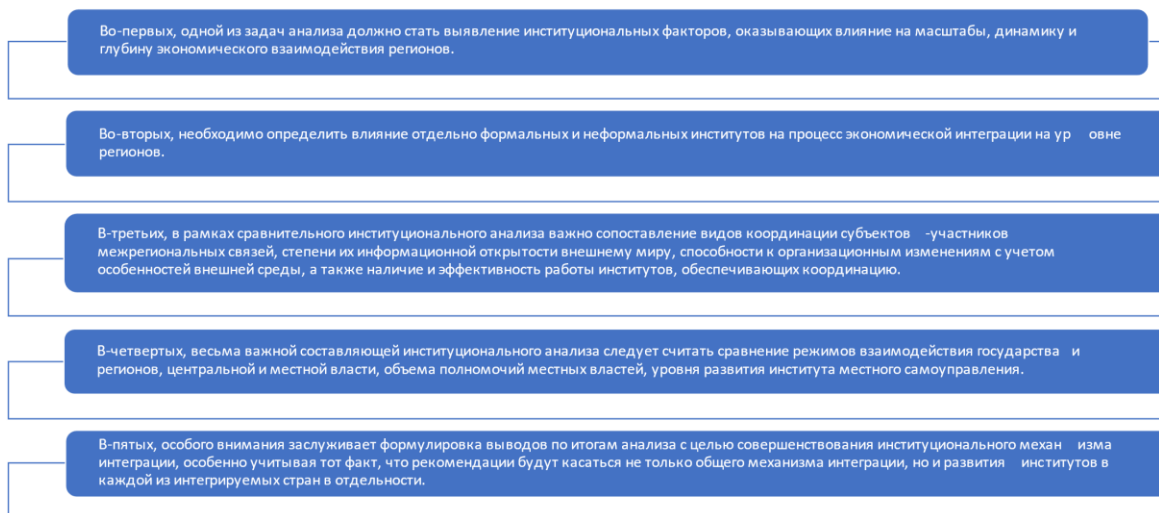 Во-первых, одной из задач анализа должно стать выявление институциональных факторов, оказывающих влияние на масштабы, динамику и
глубину экономического взаимодействия регионов.
Во-вторых, необходимо определить влияние отдельно формальных и неформальных институтов на процесс экономической интеграции на ур овне
регионов.
В-третьих, в рамках сравнительного институционального анализа важно сопоставление видов координации субъектов -участников
межрегиональных связей, степени их информационной открытости внешнему миру, способности к организационным изменениям с учетом
особенностей внешней среды, а также наличие и эффективность работы институтов, обеспечивающих координацию.
В-четвертых, весьма важной составляющей институционального анализа следует считать сравнение режимов взаимодействия государства и
регионов, центральной и местной власти, объема полномочий местных властей, уровня развития института местного самоуправления.
В-пятых, особого внимания заслуживает формулировка выводов по итогам анализа с целью совершенствования институционального механ изма
интеграции, особенно учитывая тот факт, что рекомендации будут касаться не только общего механизма интеграции, но и развития институтов в
каждой из интегрируемых стран в отдельности.